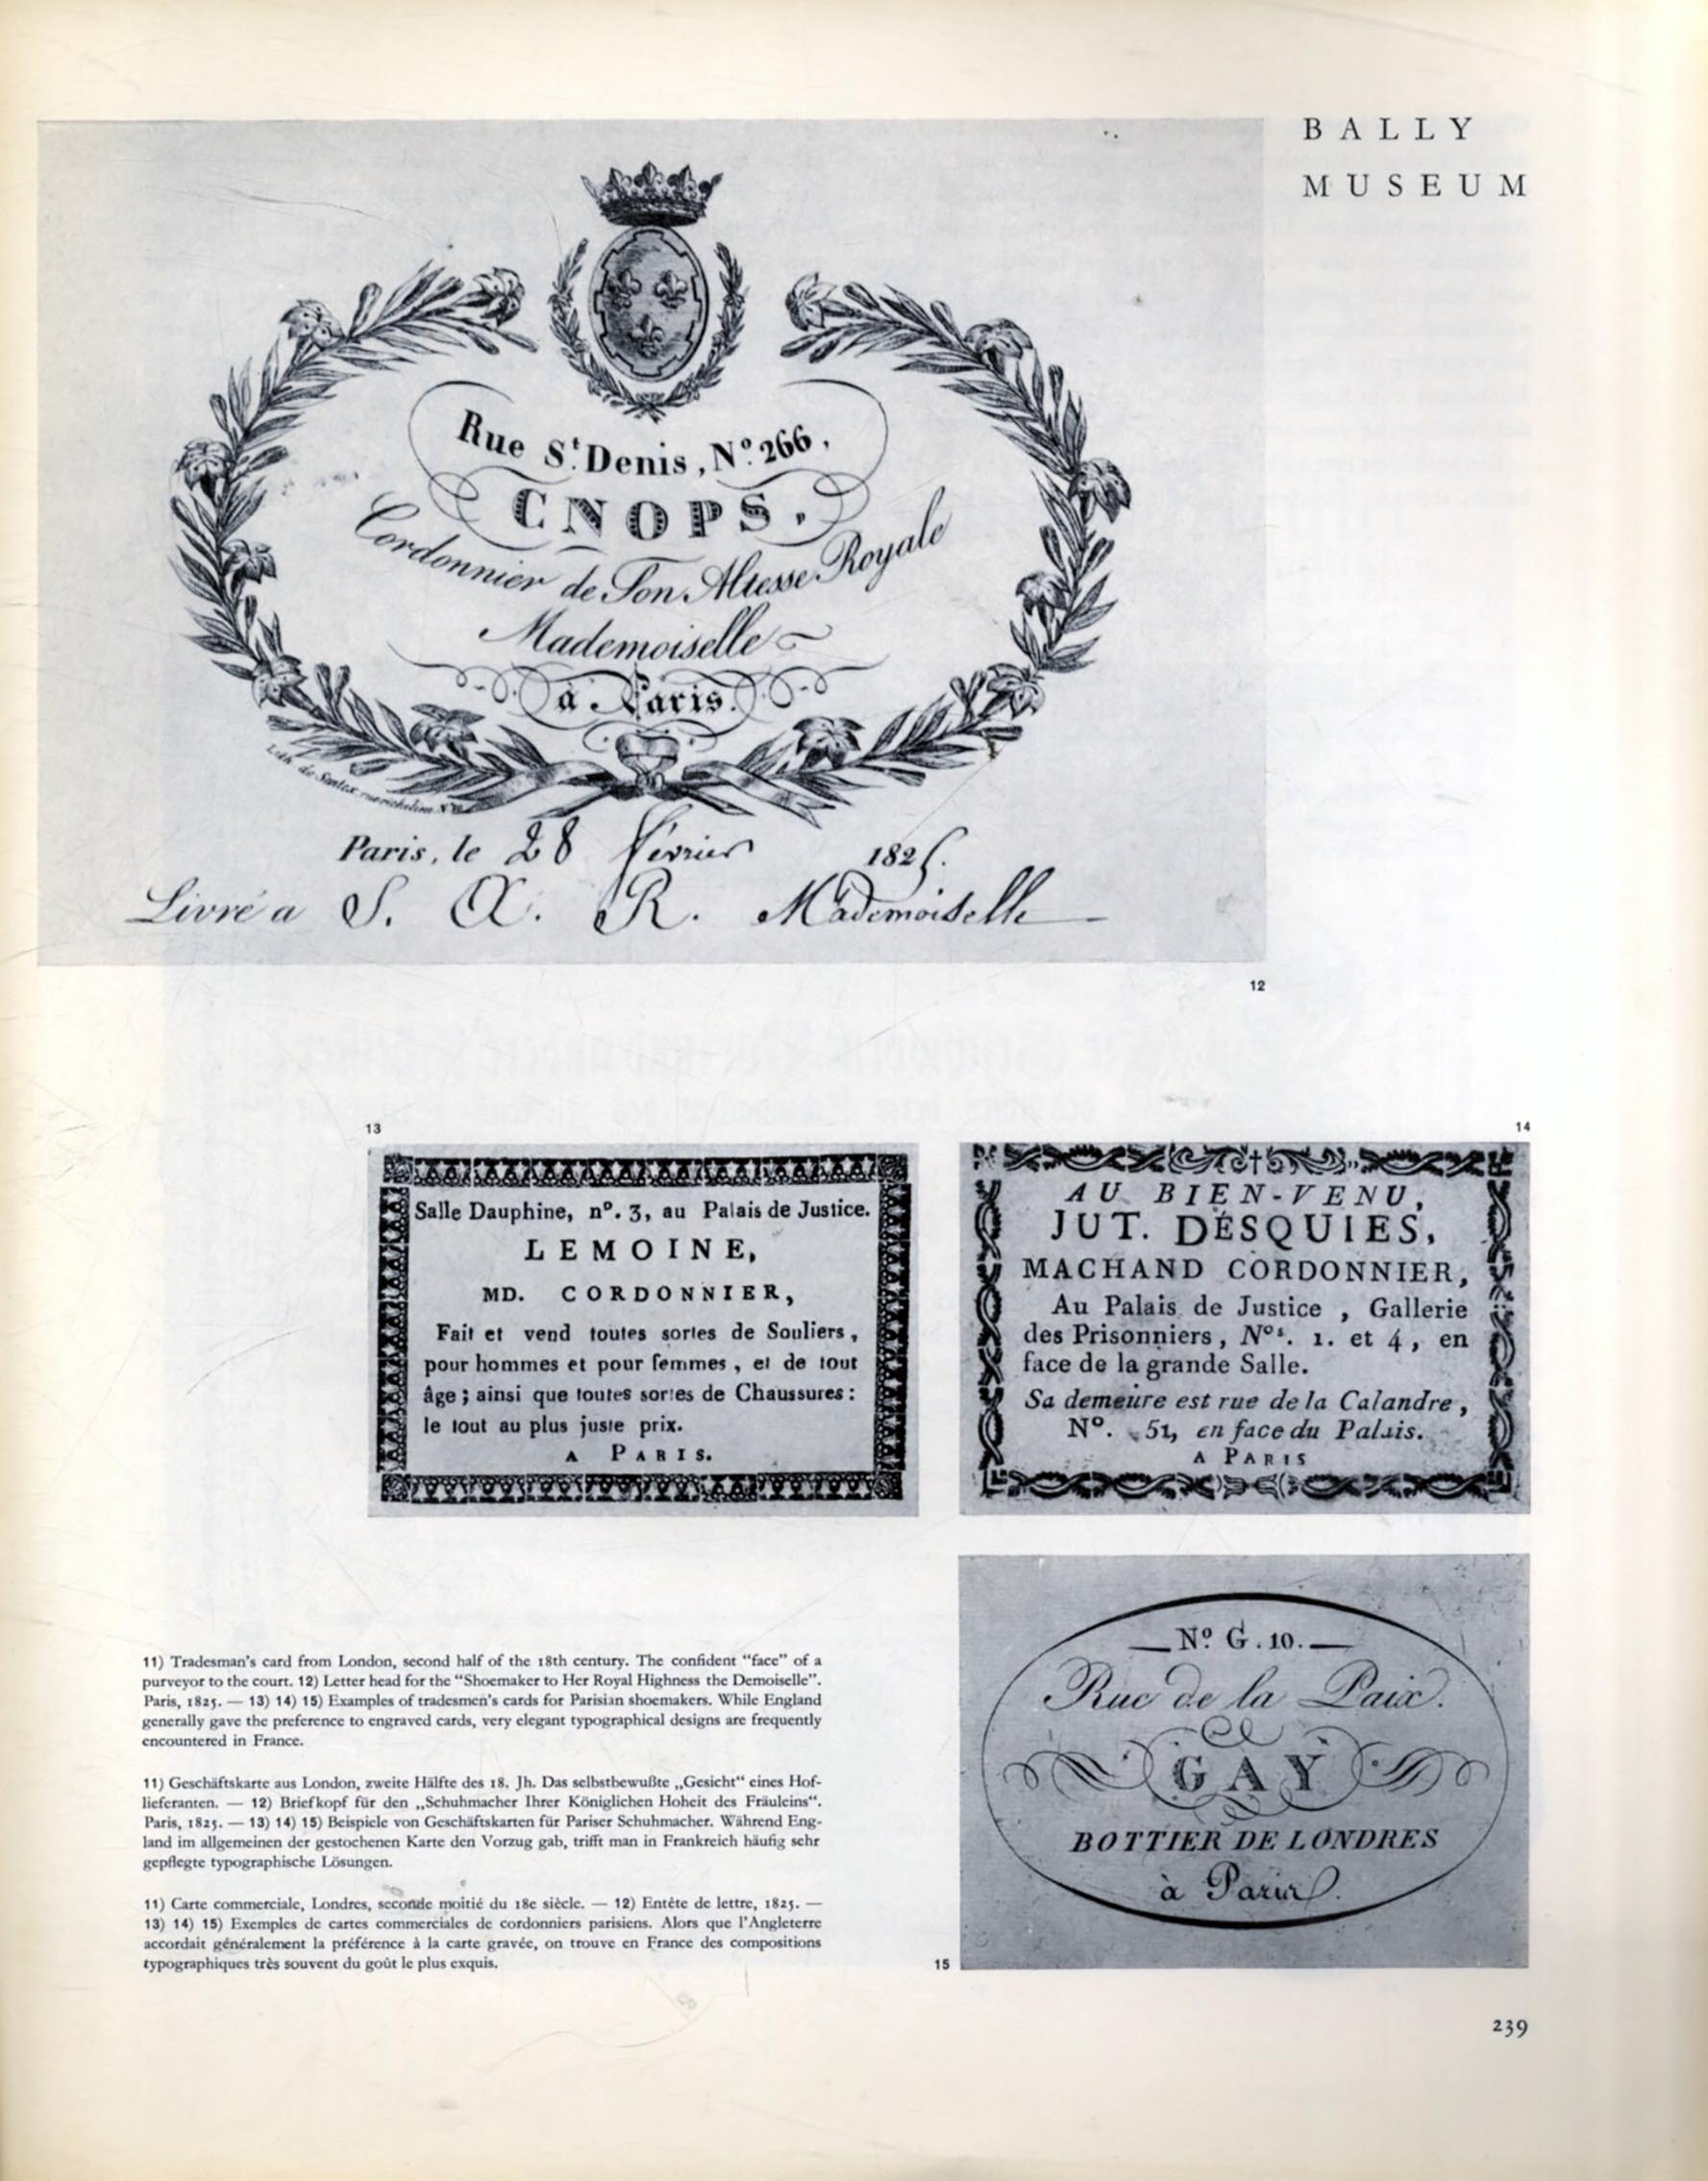 BALLY
MUSEUM
Rue St. Denis, No. 266,
CNOPS,
Cordonnier de Son Altesse Royale
Mademoiselle
à Paris.
Paris, le 28 février 1825.
Livré a S. A. R. Mademoiselle
12
13
Salle Dauphine, nº. 3, au Palais de Justice.
LEMOINE,
MD. CORDONNIER,
Fait et vend toutes sortes de Souliers,
pour hommes et pour femmes, et de tout
âge; ainsi que toutes sortes de Chaussures:
le tout au plus juste prix.
A PARIS.
14
AU BIEN-VENU,
JUT. DÉSQUIES,
MACHAND CORDONNIER,
Au Palais de Justice, Gallerie
des Prisonniers, Nºs. 1. et 4, en
face de la grande Salle.
Sa demeure est rue de la Calandre,
Nº. 51, en face du Palais.
A PARIS
Nº G. 10.
Rue de la Paix.
GAY
BOTTIER DE LONDRES
à Paris.
15
11) Tradesman's card from London, second half of the 18th century. The confident "face" of a
purveyor to the court. 12) Letter head for the "Shoemaker to Her Royal Highness the Demoiselle".
Paris, 1825. — 13) 14) 15) Examples of tradesmen's cards for Parisian shoemakers. While England
generally gave the preference to engraved cards, very elegant typographical designs are frequently
encountered in France.
11) Geschäftskarte aus London, zweite Hälfte des 18. Jh. Das selbstbewußte „Gesicht“ eines Hof-
lieferanten. — 12) Briefkopf für den „Schuhmacher Ihrer Königlichen Hoheit des Fräuleins“.
Paris, 1825. — 13) 14) 15) Beispiele von Geschäftskarten für Pariser Schuhmacher. Während Eng-
land im allgemeinen der gestochenen Karte den Vorzug gab, trifft man in Frankreich häufig sehr
gepflegte typographische Lösungen.
11) Carte commerciale, Londres, seconde moitié du 18e siècle. — 12) Entête de lettre, 1825. —
13) 14) 15) Exemples de cartes commerciales de cordonniers parisiens. Alors que l'Angleterre
accordait généralement la préférence à la carte gravée, on trouve en France des compositions
typographiques très souvent du goût le plus exquis.
239